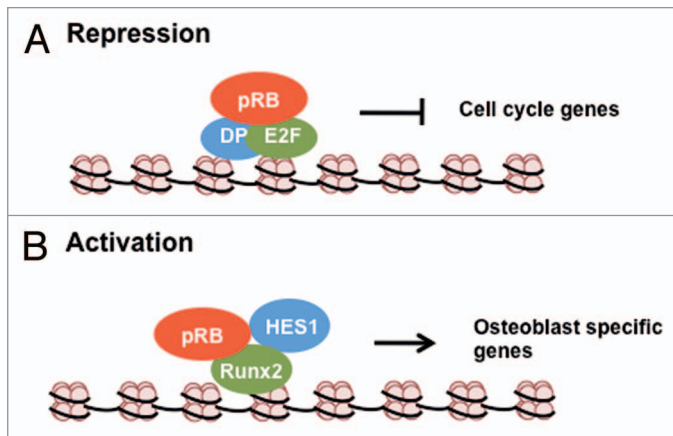 A Repression
pRB
DP E2F
Cell cycle genes
B Activation
pRB HES1
Runx2
Osteoblast specific
genes